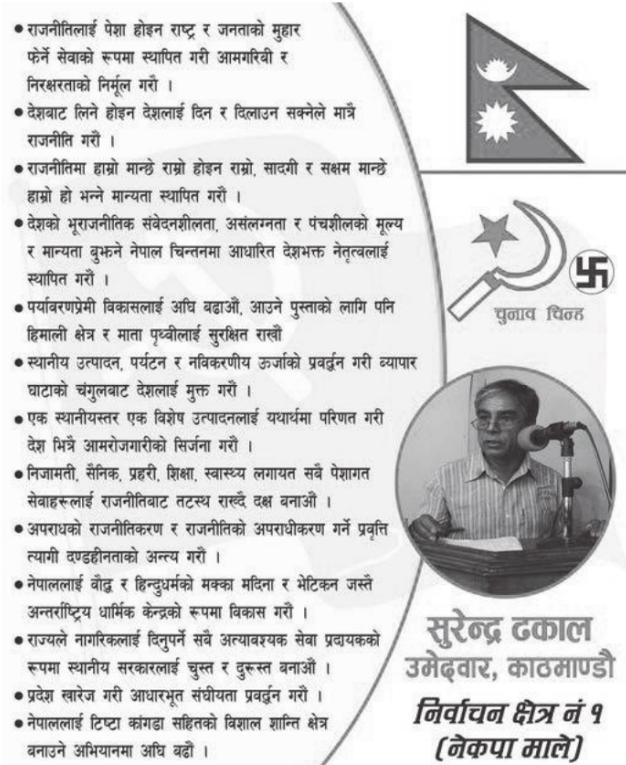 • राजनीतिलाई पेशा होइन राष्ट्र र जनताको मुहार
फेर्ने सेवाको रूपमा स्थापित गरी आमगरिबी र
निरक्षरताको निर्मूल गरौं ।
• देशबाट लिने होइन देशलाई दिन र दिलाउन सक्नेले मात्रै
राजनीति गरौं ।
• राजनीतिमा हाम्रो मान्छे राम्रो होइन राम्रो, सादगी र सक्षम मान्छे
हाम्रो हो भन्ने मान्यता स्थापित गरौं ।
• देशको भूराजनीतिक संवेदनशीलता, असंलग्नता र पंचशीलको मूल्य
र मान्यता बुझ्ने नेपाल चिन्तनमा आधारित देशभक्त नेतृत्वलाई
स्थापित गरौं ।
• पर्यावरणप्रेमी विकासलाई अघि बढाऔं, आउने पुस्ताको लागि पनि
हिमाली क्षेत्र र माता पृथ्वीलाई सुरक्षित राखौं
• स्थानीय उत्पादन, पर्यटन र नविकरणीय ऊर्जाको प्रवर्द्धन गरी व्यापार
घाटाको चंगुलबाट देशलाई मुक्त गरौं ।
• एक स्थानीयस्तर एक विशेष उत्पादनलाई यथार्थमा परिणत गरी
देश भित्रै आमरोजगारीको सिर्जना गरौं ।
• निजामती, सैनिक, प्रहरी, शिक्षा, स्वास्थ्य लगायत सबै पेशागत
सेवाहरूलाई राजनीतिबाट तटस्थ राख्दै दक्ष बनाऔं ।
• अपराधको राजनीतिकरण र राजनीतिको अपराधीकरण गर्ने प्रवृत्ति
त्यागी दण्डहीनताको अन्त्य गरौं ।
• नेपाललाई बौद्ध र हिन्दुधर्मको मक्का मदिना र भेटिकन जस्तै
अन्तर्राष्ट्रिय धार्मिक केन्द्रको रूपमा विकास गरौं ।
• राज्यले नागरिकलाई दिनुपर्ने सबै अत्यावश्यक सेवा प्रदायकको
रूपमा स्थानीय सरकारलाई चुस्त र दुरूस्त बनाऔं ।
• प्रदेश खारेज गरी आधारभूत संघीयता प्रवर्द्धन गरौं ।
• नेपाललाई टिष्टा कांगडा सहितको विशाल शान्ति क्षेत्र
बनाउने अभियानमा अघि बढौं ।
चुनाव चिन्ह
सुरेन्द्र ढकाल
उमेदवार, काठमाण्डौ
निर्वाचन क्षेत्र नं १
(नेकपा माले)